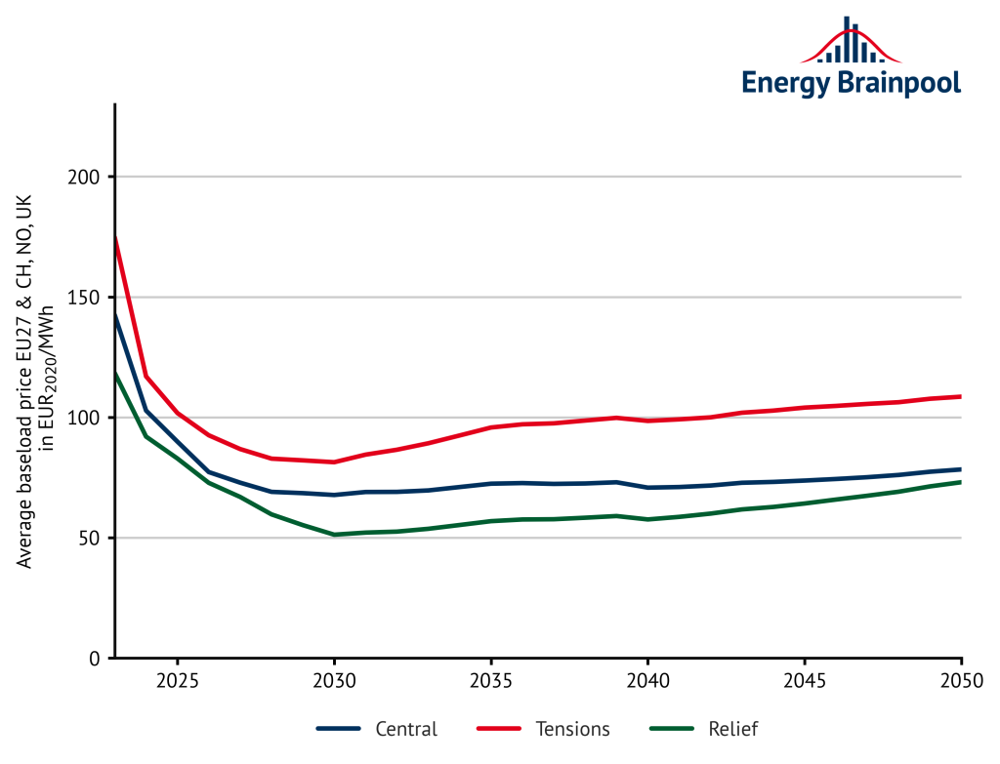 Energy Brainpool
Average baseload price EU27 & CH, NO, UK
in EUR2020/MWh
200
150
100
50
0
2025 2030 2035 2040 2045 2050
Central Tensions Relief